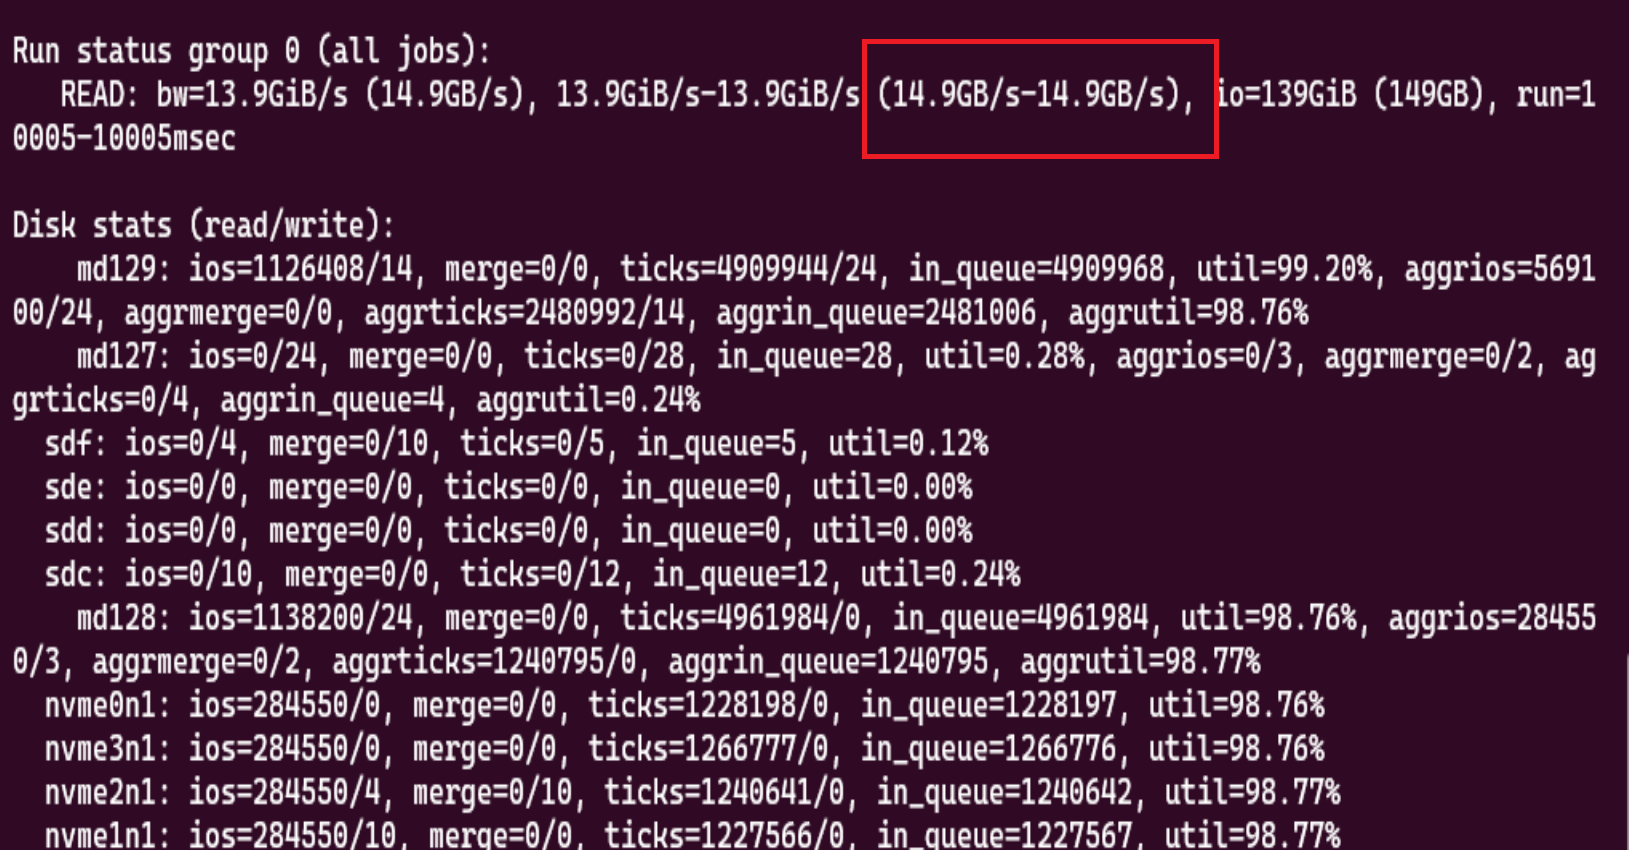 Run status group 0 (all jobs):
   READ: bw=13.9GiB/s (14.9GB/s), 13.9GiB/s-13.9GiB/s (14.9GB/s-14.9GB/s), io=139GiB (149GB), run=1
0005-10005msec

Disk stats (read/write):
    md129: ios=1126408/14, merge=0/0, ticks=4909944/24, in_queue=4909968, util=99.20%, aggrios=5691
00/24, aggrmerge=0/0, aggrticks=2480992/14, aggrin_queue=2481006, aggrutil=98.76%
    md127: ios=0/24, merge=0/0, ticks=0/28, in_queue=28, util=0.28%, aggrios=0/3, aggrmerge=0/2, ag
grticks=0/4, aggrin_queue=4, aggrutil=0.24%
  sdf: ios=0/4, merge=0/10, ticks=0/5, in_queue=5, util=0.12%
  sde: ios=0/0, merge=0/0, ticks=0/0, in_queue=0, util=0.00%
  sdd: ios=0/0, merge=0/0, ticks=0/0, in_queue=0, util=0.00%
  sdc: ios=0/10, merge=0/0, ticks=0/12, in_queue=12, util=0.24%
    md128: ios=1138200/24, merge=0/0, ticks=4961984/0, in_queue=4961984, util=98.76%, aggrios=28455
0/3, aggrmerge=0/2, aggrticks=1240795/0, aggrin_queue=1240795, aggrutil=98.77%
  nvme0n1: ios=284550/0, merge=0/0, ticks=1228198/0, in_queue=1228197, util=98.76%
  nvme3n1: ios=284550/0, merge=0/0, ticks=1266777/0, in_queue=1266776, util=98.76%
  nvme2n1: ios=284550/4, merge=0/10, ticks=1240641/0, in_queue=1240642, util=98.77%
  nvme1n1: ios=284550/10, merge=0/0, ticks=1227566/0, in_queue=1227567, util=98.77%